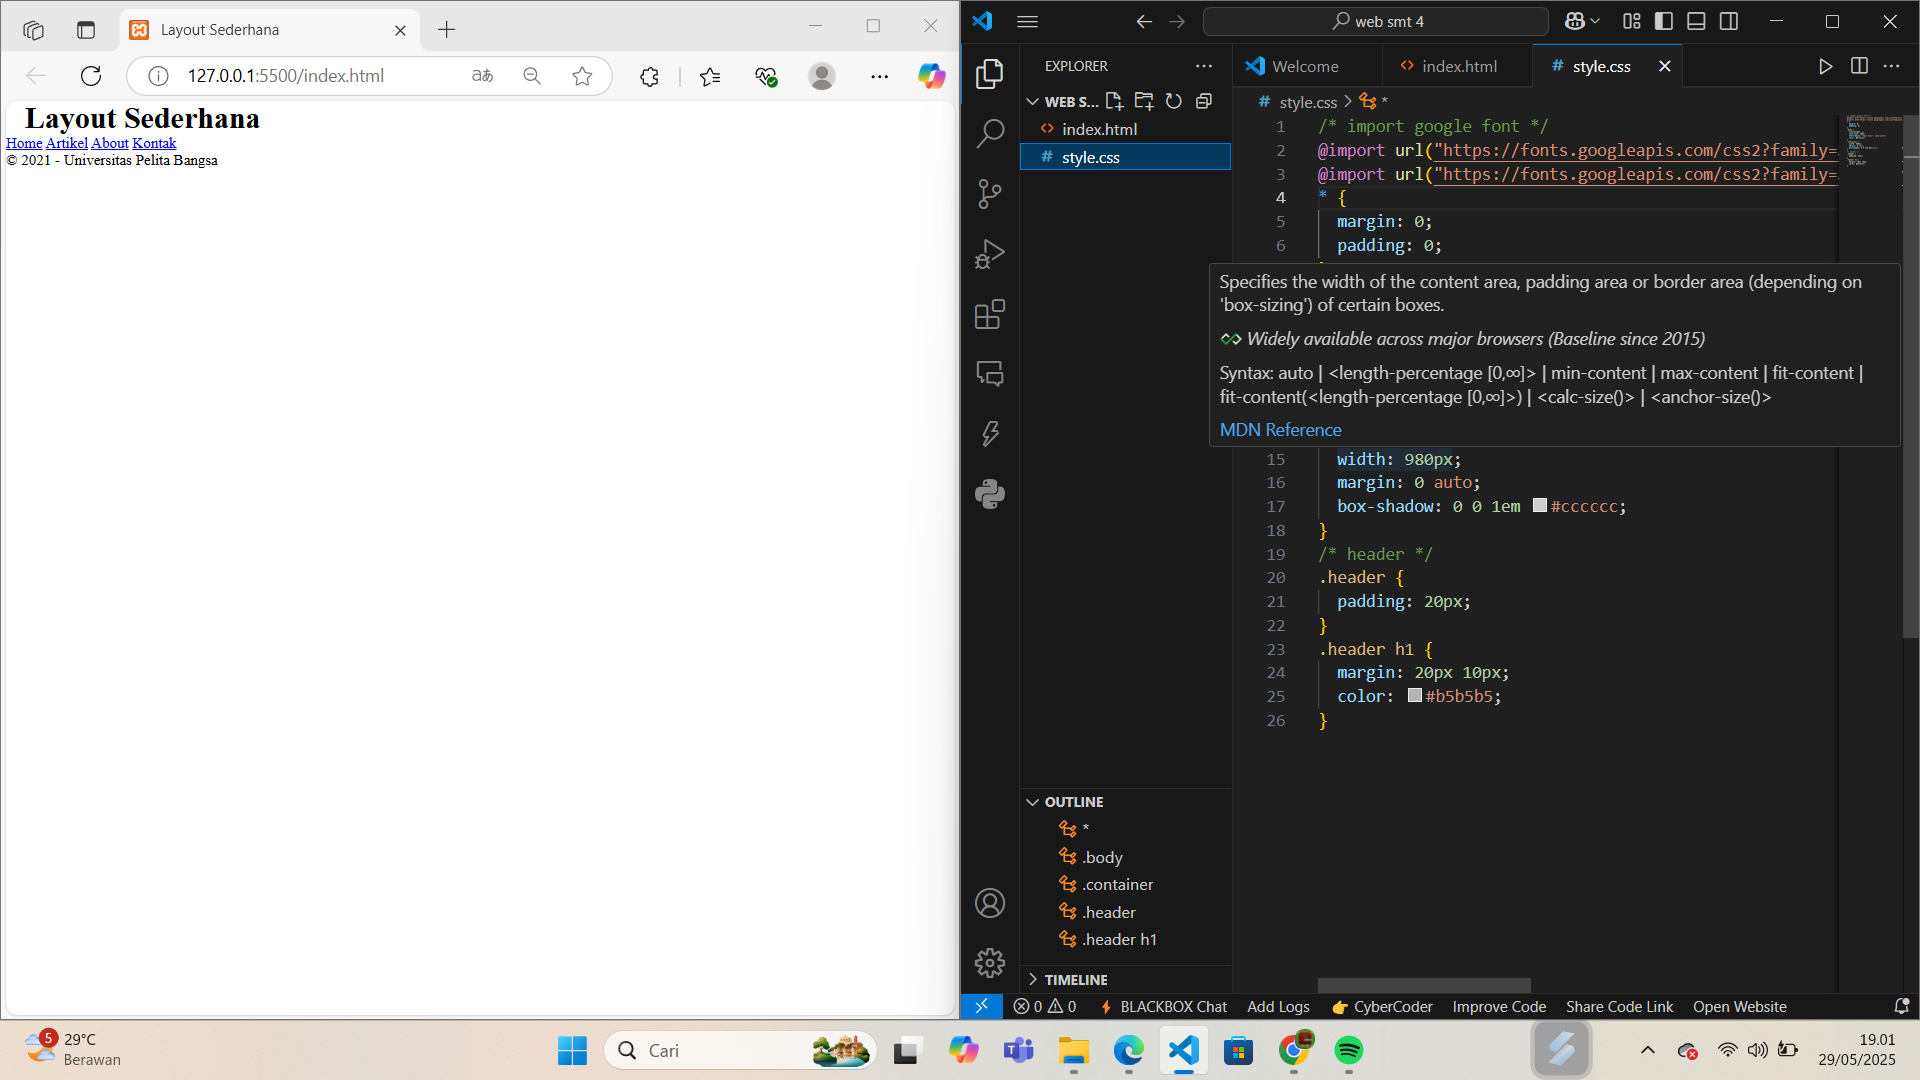 Layout Sederhana
127.0.0.1:5500/index.html
Layout Sederhana
Home Artikel About Kontak
© 2021 - Universitas Pelita Bangsa
web smt 4
EXPLORER
WEB S...
index.html
style.css
Welcome
index.html
style.css
style.css > *
1 /* import google font */
2 @import url("https://fonts.googleapis.com/css2?family=
3 @import url("https://fonts.googleapis.com/css2?family=
4 * {
5 margin: 0;
6 padding: 0;
Specifies the width of the content area, padding area or border area (depending on 'box-sizing') of certain boxes.
Widely available across major browsers (Baseline since 2015)
Syntax: auto | <length-percentage [0,∞]> | min-content | max-content | fit-content | fit-content(<length-percentage [0,∞]>) | <calc-size()> | <anchor-size()>
MDN Reference
15 width: 980px;
16 margin: 0 auto;
17 box-shadow: 0 0 1em #cccccc;
18 }
19 /* header */
20 .header {
21 padding: 20px;
22 }
23 .header h1 {
24 margin: 20px 10px;
25 color: #b5b5b5;
26 }
OUTLINE
*
.body
.container
.header
.header h1
TIMELINE
0 0 BLACKBOX Chat Add Logs CyberCoder Improve Code Share Code Link Open Website
5
29°C
Berawan
Cari
19.01
29/05/2025